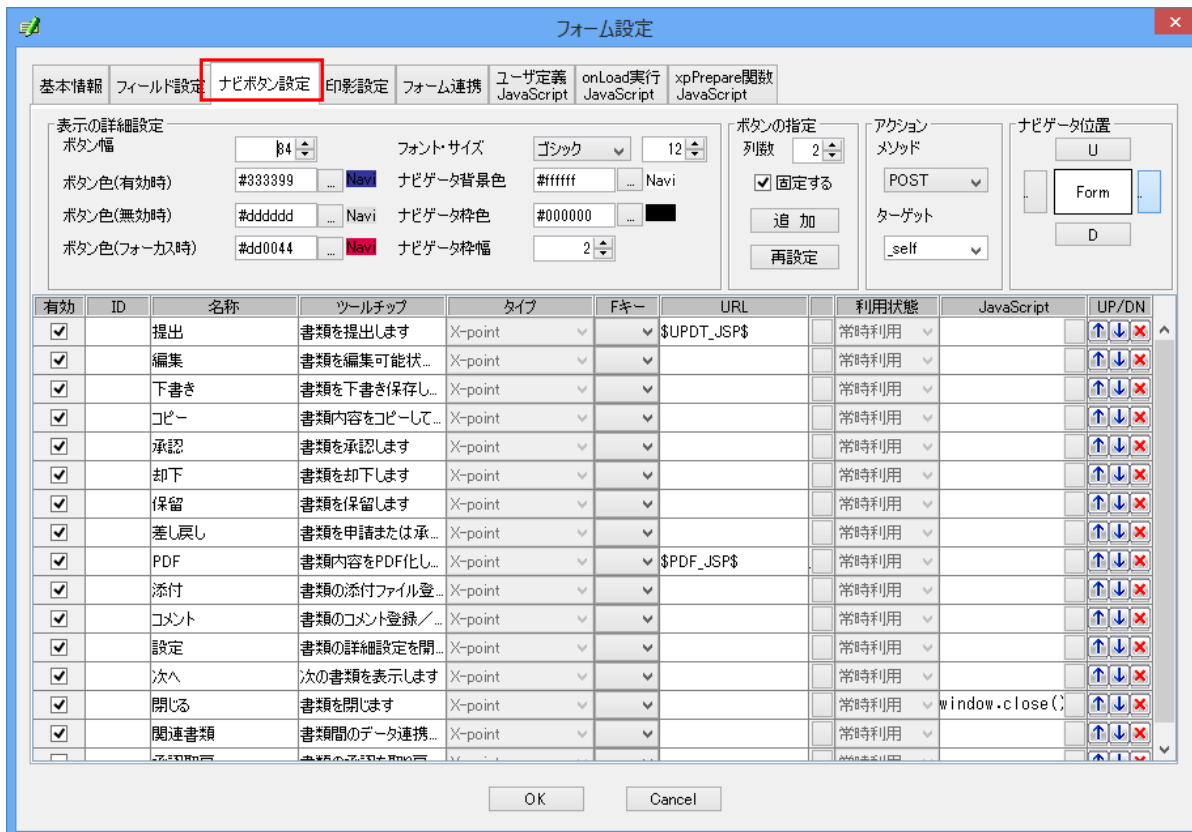 フォーム設定
基本情報 フィールド設定 ナビボタン設定 印影設定 フォーム連携 ユーザ定義 JavaScript onLoad実行 JavaScript xpPrepare関数 JavaScript
表示の詳細設定 ボタンの指定 アクション ナビゲータ位置
ボタン幅 84 フォント・サイズ ゴシック 12 列数 2 メソッド U
ボタン色(有効時) #333399 ... Navi ナビゲータ背景色 #ffffff ... Navi 固定する POST .. Form ..
ボタン色(無効時) #dddddd ... Navi ナビゲータ枠色 #000000 ... 追 加 ターゲット D
ボタン色(フォーカス時) #dd0044 ... Navi ナビゲータ枠幅 2 再設定 _self
有効 ID 名称 ツールチップ タイプ Fキー URL 利用状態 JavaScript UP/DN
提出 書類を提出します X-point $UPDT_JSP$ 常時利用
編集 書類を編集可能状... X-point 常時利用
下書き 書類を下書き保存し... X-point 常時利用
コピー 書類内容をコピーして... X-point 常時利用
承認 書類を承認します X-point 常時利用
却下 書類を却下します X-point 常時利用
保留 書類を保留します X-point 常時利用
差し戻し 書類を申請または承... X-point 常時利用
PDF 書類内容をPDF化し... X-point $PDF_JSP$ . 常時利用
添付 書類の添付ファイル登... X-point 常時利用
コメント 書類のコメント登録／... X-point 常時利用
設定 書類の詳細設定を開... X-point 常時利用
次へ 次の書類を表示します X-point 常時利用
閉じる 書類を閉じます X-point 常時利用 window.close()
関連書類 書類間のデータ連携... X-point 常時利用
OK Cancel